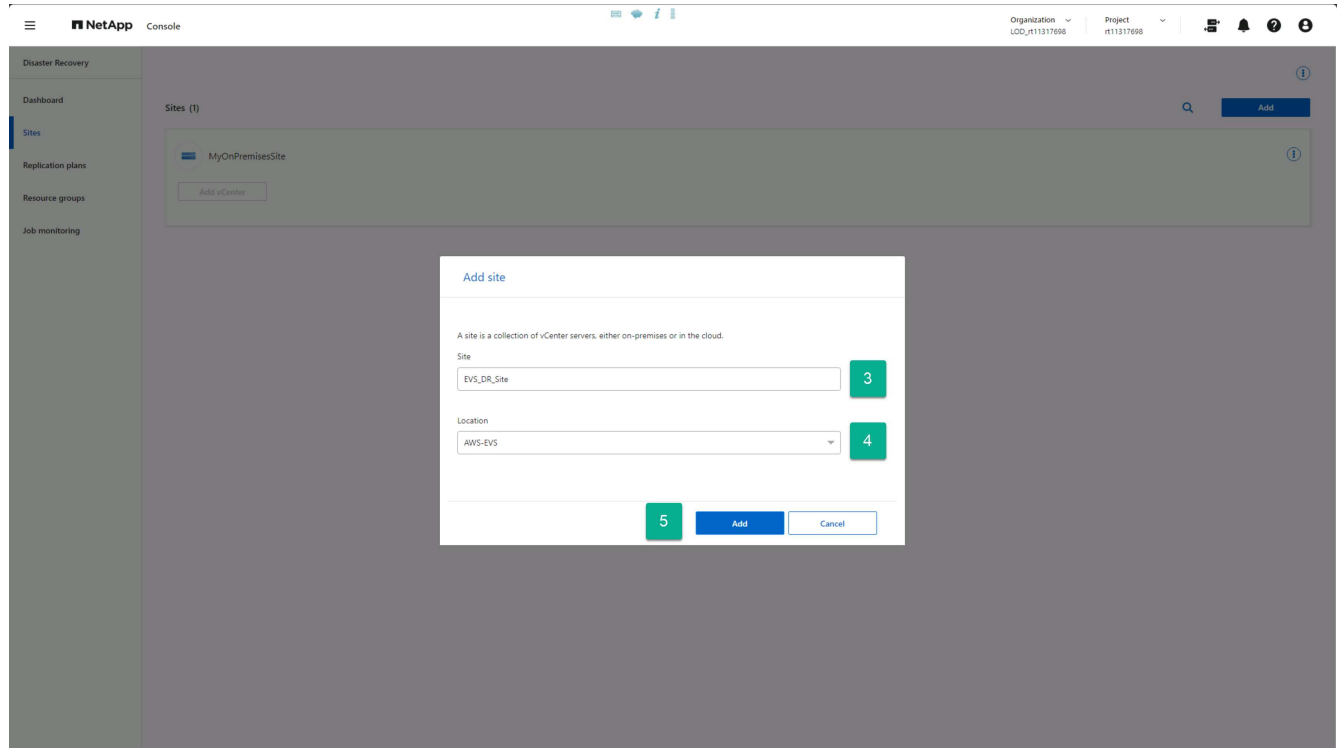 NetApp Console
Organization
LOD_rt11317698
Project
rt11317698
Disaster Recovery
Dashboard
Sites
Replication plans
Resource groups
Job monitoring
Sites (1)
Add
MyOnPremisesSite
Add vCenter
Add site
A site is a collection of vCenter servers, either on-premises or in the cloud.
Site
EVS_DR_Site
3
Location
AWS-EVS
4
5
Add
Cancel